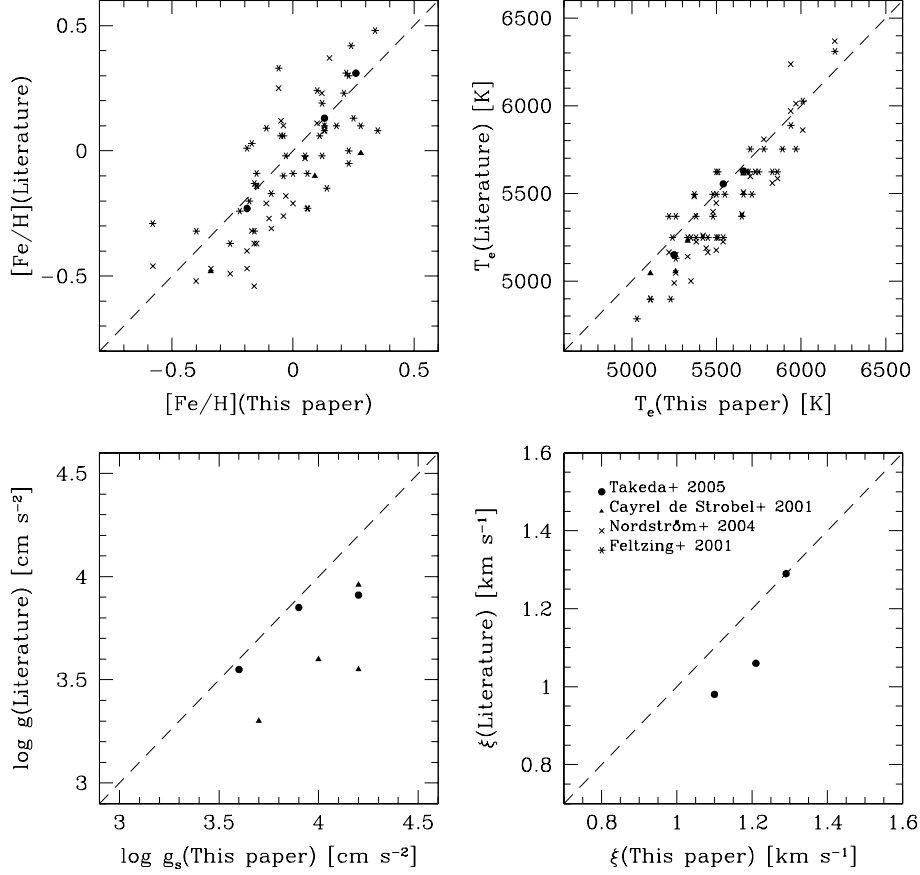 0.5
0
−0.5
[Fe/H](Literature)
−0.5 0 0.5
[Fe/H](This paper)
6500
6000
5500
5000
Te(Literature) [K]
5000 5500 6000 6500
Te(This paper) [K]
4.5
4
3.5
3
log g(Literature) [cm s−2]
3 3.5 4 4.5
log gs(This paper) [cm s−2]
1.6
1.4
1.2
1
0.8
ξ(Literature) [km s−1]
Takeda+ 2005
Cayrel de Strobel+ 2001
Nordström+ 2004
Feltzing+ 2001
0.8 1 1.2 1.4 1.6
ξ(This paper) [km s−1]